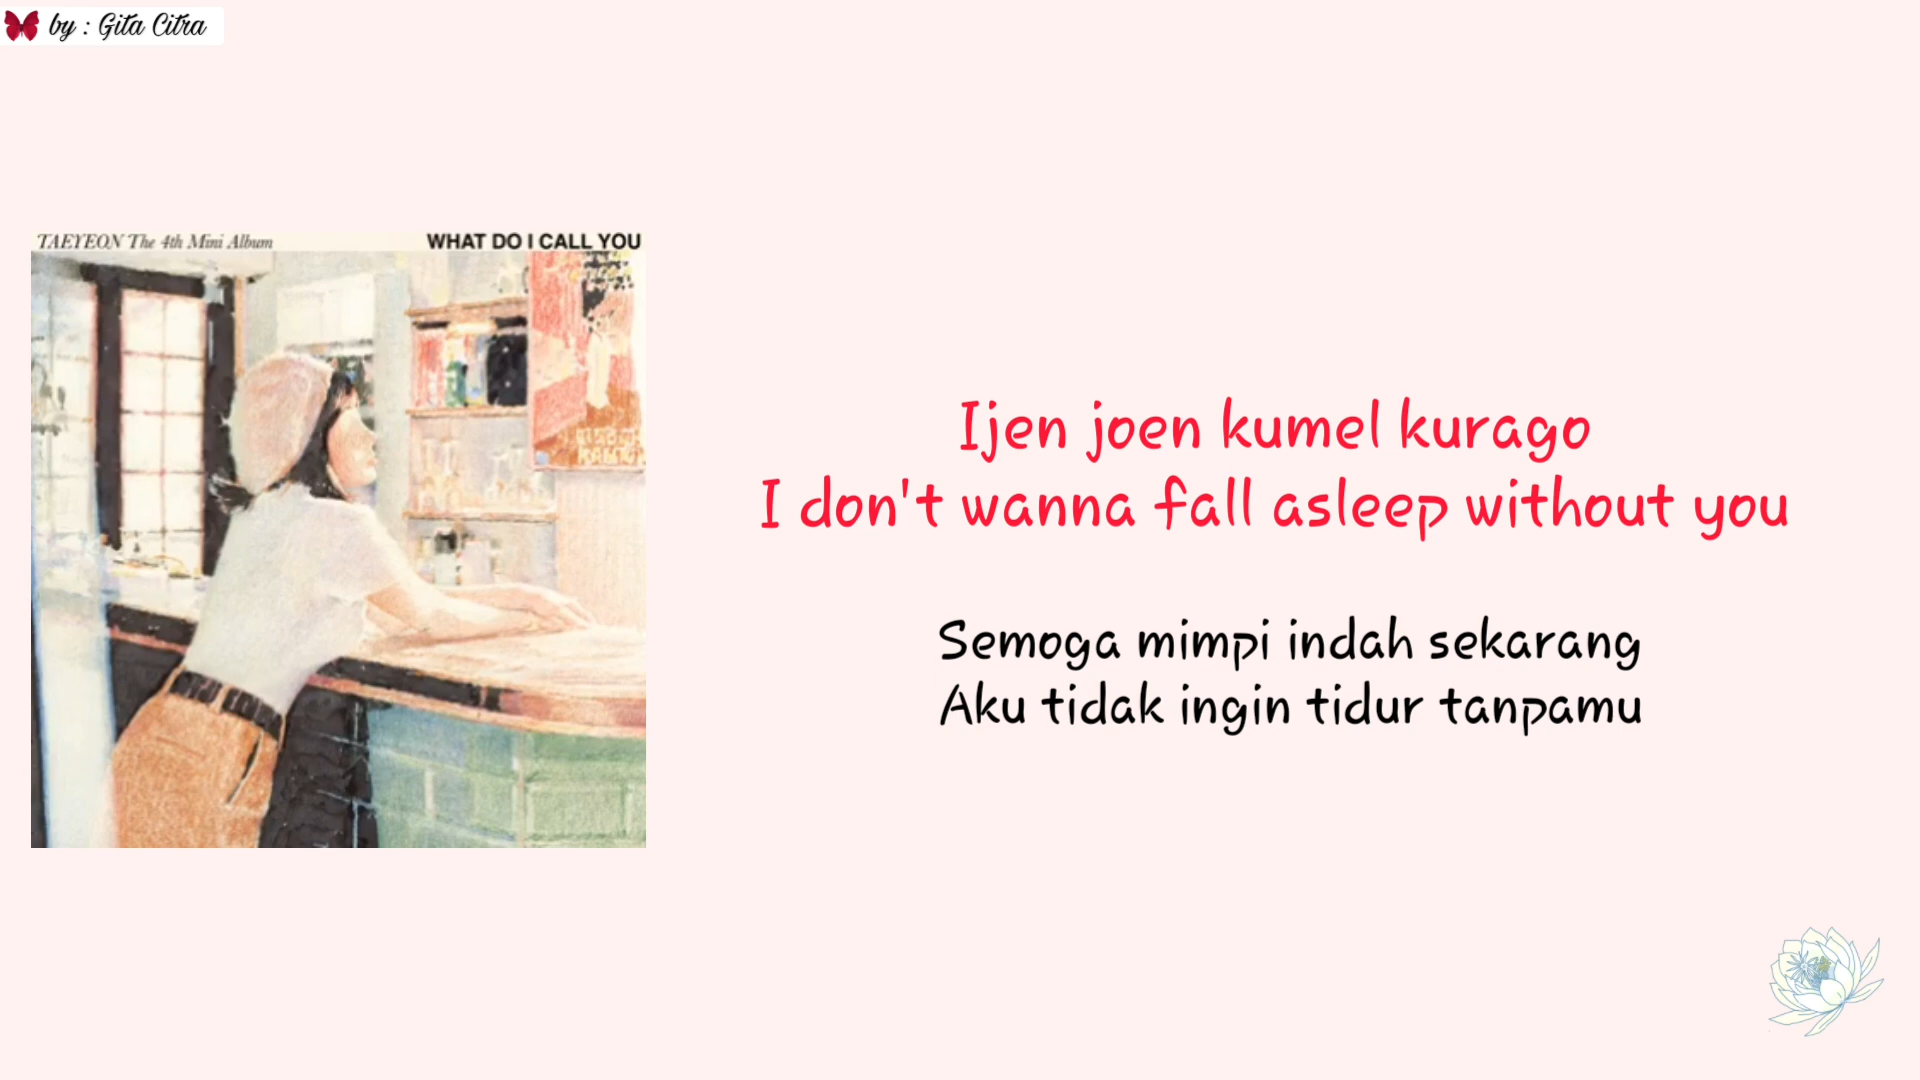 by : Gita Citra
TAEYEON The 4th Mini Album
WHAT DO I CALL YOU
Ijen joen kumel kurago
I don't wanna fall asleep without you
Semoga mimpi indah sekarang
Aku tidak ingin tidur tanpamu